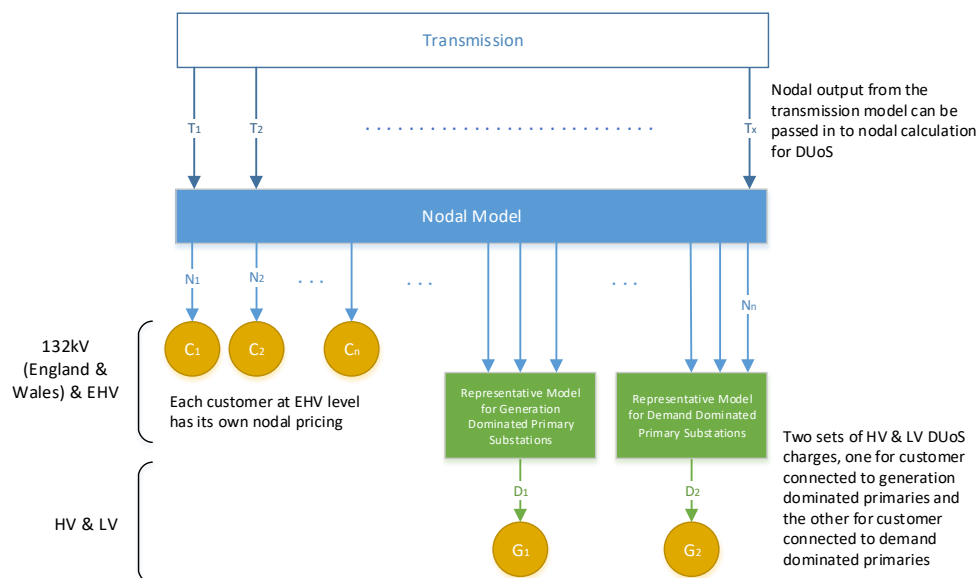 Transmission
Nodal output from the
transmission model can be
passed in to nodal calculation
for DUoS
T1
T2
Tx
Nodal Model
N1
N2
Nn
132kV
(England &
Wales) & EHV
C1
C2
Cn
Each customer at EHV level
has its own nodal pricing
Representative Model
for Generation
Dominated Primary
Substations
Representative Model
for Demand Dominated
Primary Substations
Two sets of HV & LV DUoS
charges, one for customer
connected to generation
dominated primaries and
the other for customer
connected to demand
dominated primaries
HV & LV
D1
D2
G1
G2